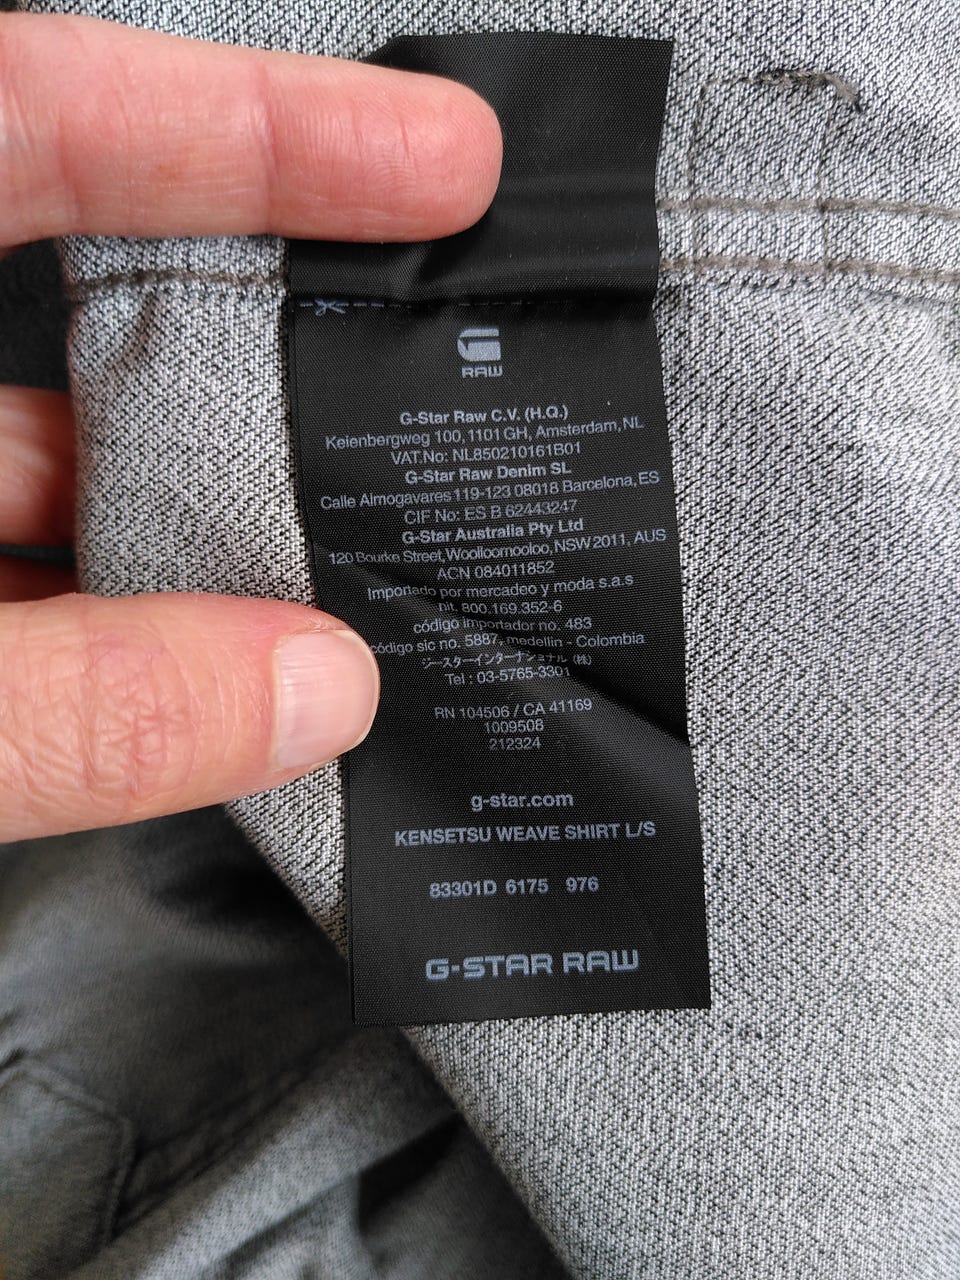 RAW
G-Star Raw C.V. (H.Q.)
Keienbergweg 100, 1101 GH, Amsterdam, NL
VAT.No: NL850210161B01
G-Star Raw Denim SL
Calle Almogavares 119-123 08018 Barcelona, ES
CIF No: ES B 62443247
G-Star Australia Pty Ltd
120 Bourke Street, Woolloomooloo, NSW 2011, AUS
ACN 084011852
Importado por mercadeo y moda s.a.s
nit. 800.169.352-6
código importador no. 483
código sic no. 5887, medellin - Colombia
ジースターインターナショナル (株)
Tel : 03-5765-3301
RN 104506 / CA 41169
1009508
212324
g-star.com
KENSETSU WEAVE SHIRT L/S
83301D 6175 976
G-STAR RAW